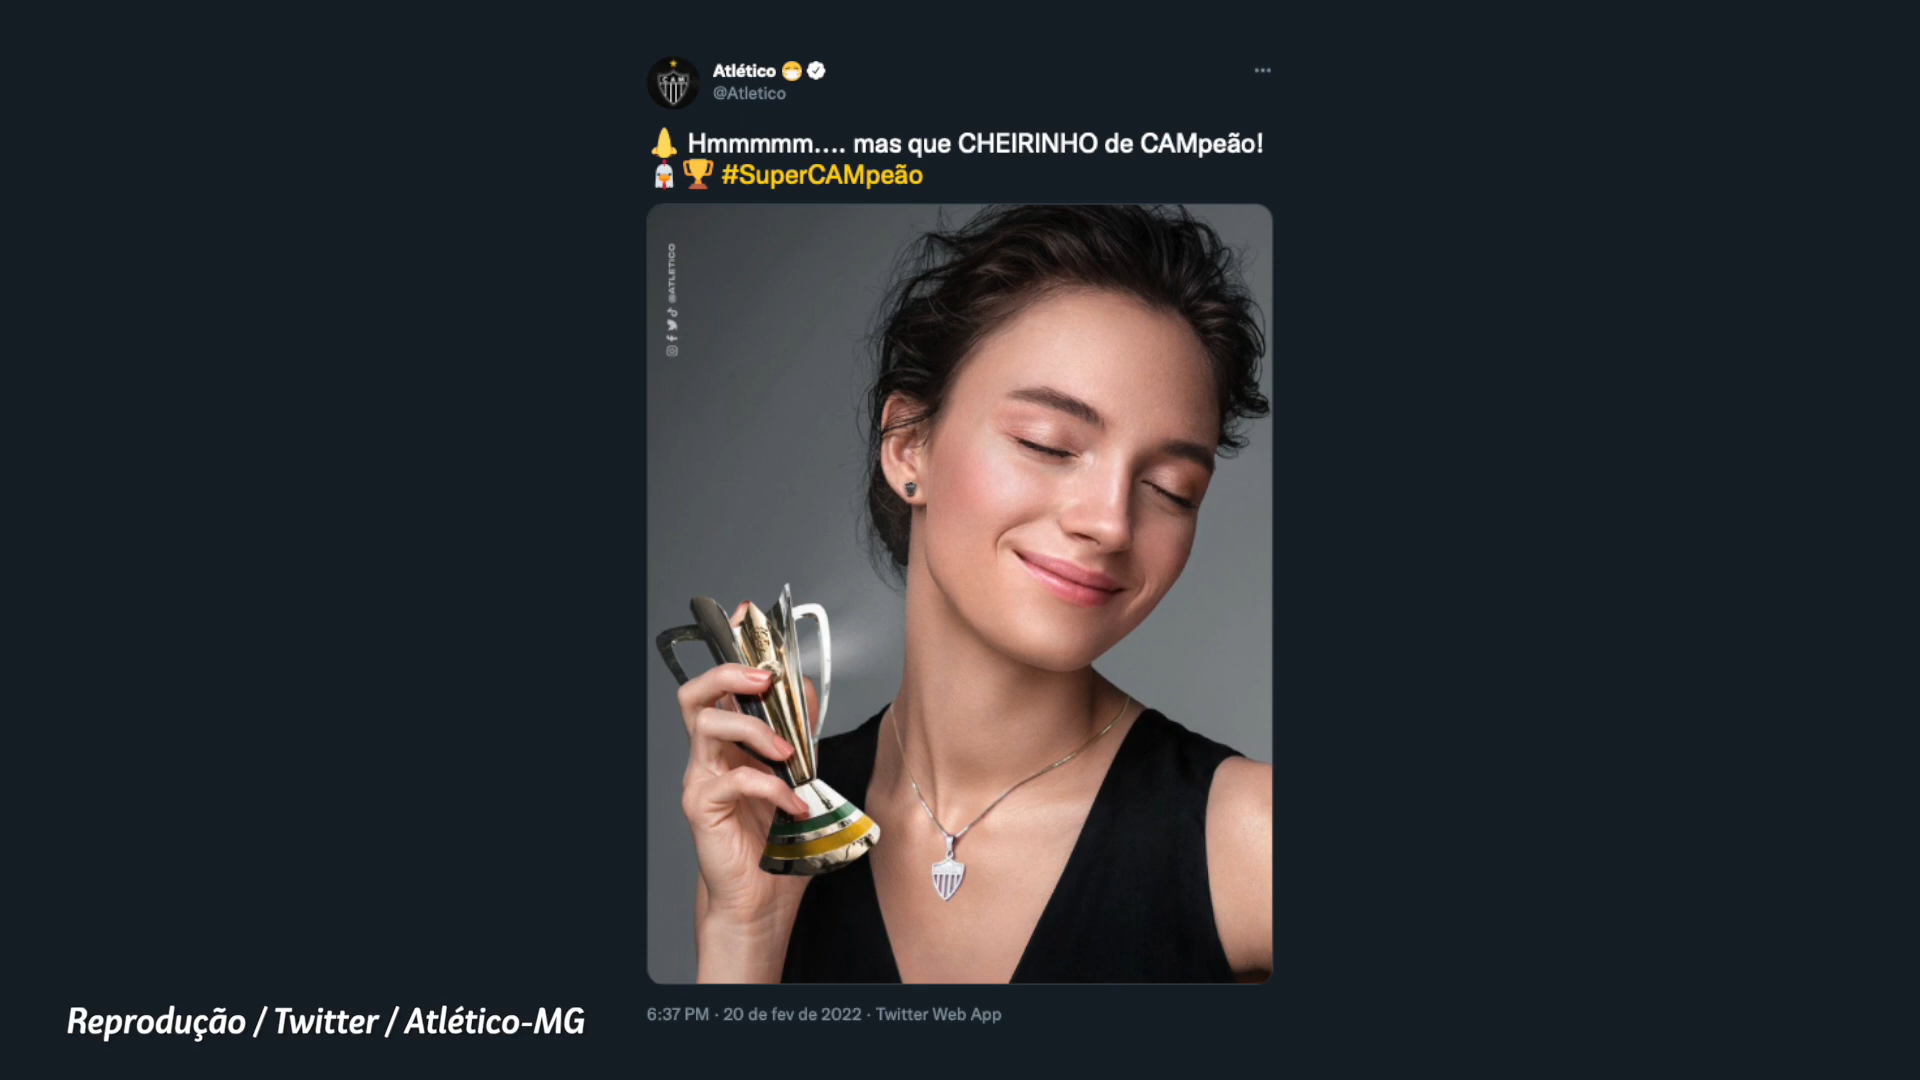 Atlético 😷
@Atletico
👃 Hmmmmm.... mas que CHEIRINHO de CAMpeão!
🐔🏆 #SuperCAMpeão
@ATLETICO
CAM
6:37 PM · 20 de fev de 2022 · Twitter Web App
Reprodução / Twitter / Atlético-MG